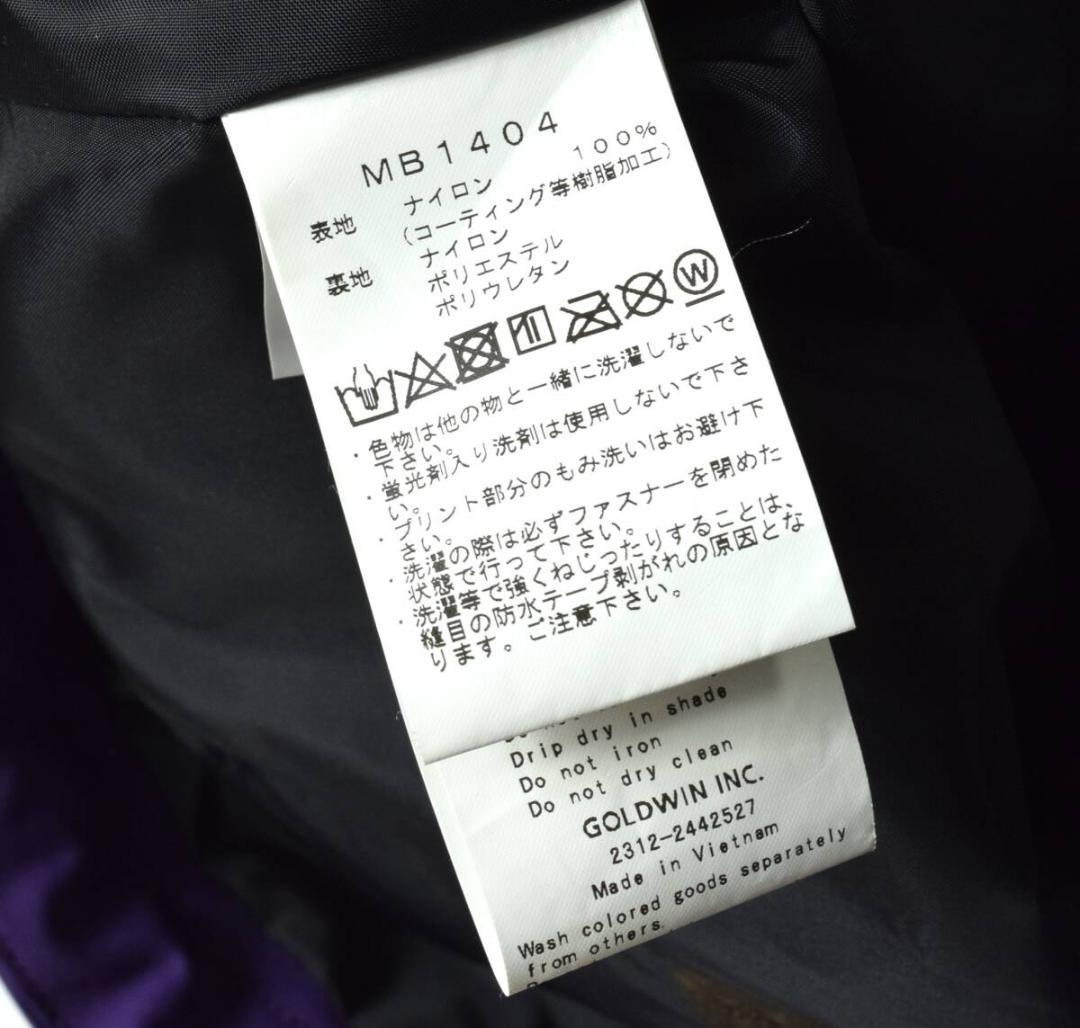 MB1404
表地 ナイロン 100%
(コーティング等樹脂加工)
裏地 ナイロン
ポリエステル
ポリウレタン
W
・色物は他の物と一緒に洗濯しないで
下さい。
・蛍光剤入り洗剤は使用しないで下さ
い。
・プリント部分のもみ洗いはお避け下
さい。
・洗濯の際は必ずファスナーを閉めた
状態で行って下さい。
・洗濯等で強くねじったりすることは、
縫目の防水テープ剥がれの原因とな
ります。ご注意下さい。
Drip dry in shade
Do not iron
Do not dry clean
GOLDWIN INC.
2312-2442527
Made in Vietnam
Wash colored goods separately
from others.